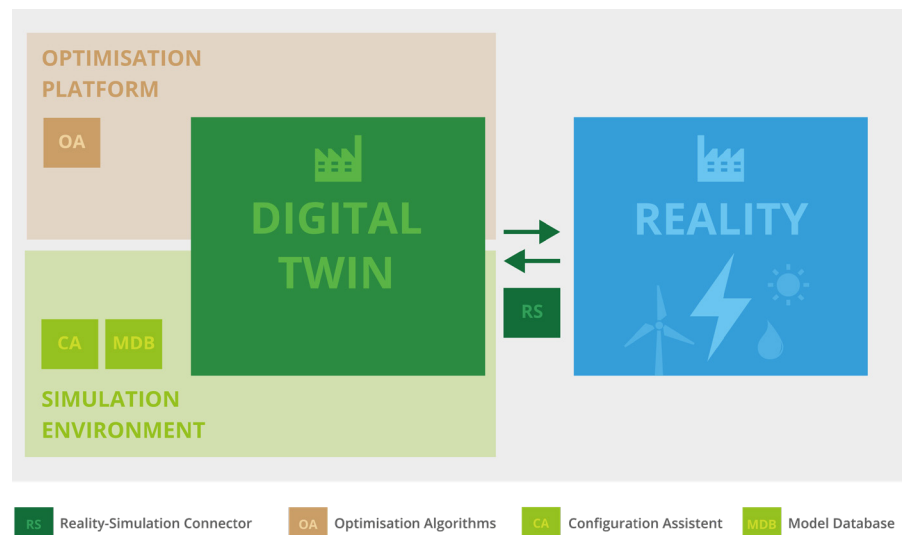 OPTIMISATION
PLATFORM
OA
DIGITAL
TWIN
REALITY
RS
CA
MDB
SIMULATION
ENVIRONMENT
RS Reality-Simulation Connector
OA Optimisation Algorithms
CA Configuration Assistent
MDB Model Database